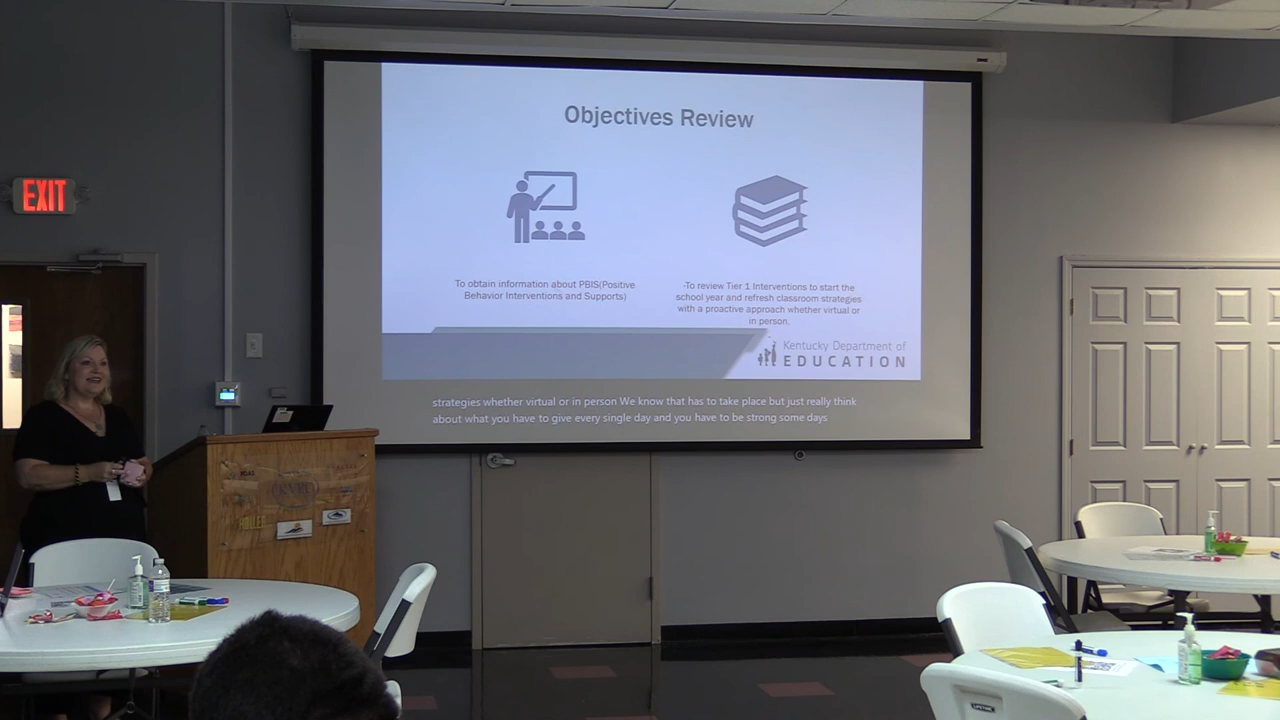 Objectives Review
EXIT
To obtain information about PBIS(Positive
Behavior Interventions and Supports)
-To review Tier 1 Interventions to start the
school year and refresh classroom strategies
with a proactive approach whether virtual or
in person.
Kentucky Department of
EDUCATION
strategies whether virtual or in person We know that has to take place but just really think
about what you have to give every single day and you have to be strong some days
KVEC
LIFETIME